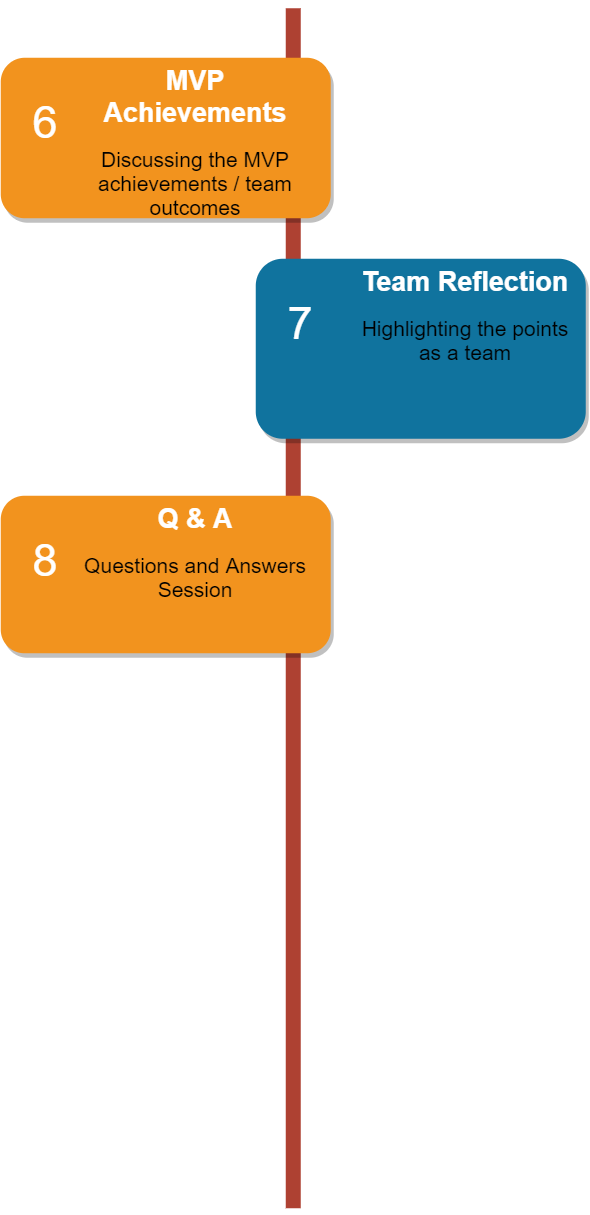 MVP
Achievements
6
Discussing the MVP
achievements / team
outcomes
Team Reflection
7
Highlighting the points
as a team
Q & A
8
Questions and Answers
Session